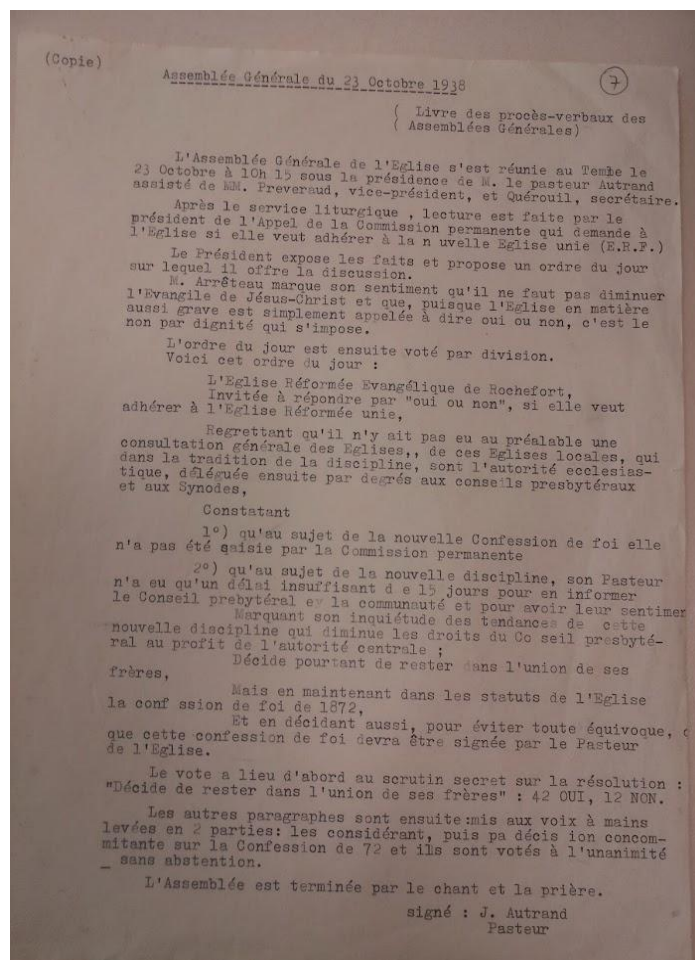 (Copie)
Assemblée Générale du 23 Octobre 1938
7
( Livre des procès-verbaux des
( Assemblées Générales)
L'Assemblée Générale de l'Eglise s'est réunie au Temle le
23 Octobre à 10h 15 sous la présidence de M. le pasteur Autrand
assisté de MM. Preveraud, vice-président, et Quérouil, secrétaire.
Après le service liturgique , lecture est faite par le
président de l'Appel de la Commission permanente qui demande à
l'Eglise si elle veut adhérer à la n uvelle Eglise unie (E.R.F.)
Le Président expose les faits et propose un ordre du jour
sur lequel il offre la discussion.
M. Arrêteau marque son sentiment qu'il ne faut pas diminuer
l'Evangile de Jésus-Christ et que, puisque l'Eglise en matière
aussi grave est simplement appelée à dire oui ou non, c'est le
non par dignité qui s'impose.
L'ordre du jour est ensuite voté par division.
Voici cet ordre du jour :
L'Eglise Réformée Evangélique de Rochefort,
Invitée à répondre par "oui ou non", si elle veut
adhérer à l'Eglise Réformée unie,
Regrettant qu'il n'y ait pas eu au préalable une
consultation générale des Eglises,, de ces Eglises locales, qui
dans la tradition de la discipline, sont l'autorité ecclesias-
tique, déléguée ensuite par degrés aux conseils presbytéraux
et aux Synodes,
Constatant
1°) qu'au sujet de la nouvelle Confession de foi elle
n'a pas été saisie par la Commission permanente
2°) qu'au sujet de la nouvelle discipline, son Pasteur
n'a eu qu'un délai insuffisant d e 15 jours pour en informer
le Conseil prebytéral ev la communauté et pour avoir leur sentimen
Marquant son inquiétude des tendances de cette
nouvelle discipline qui diminue les droits du Co seil presbyté-
ral au profit de l'autorité centrale ;
Décide pourtant de rester dans l'union de ses
frères,
Mais en maintenant dans les statuts de l'Eglise
la conf ssion de foi de 1872,
Et en décidant aussi, pour éviter toute équivoque,
que cette confession de foi devra être signée par le Pasteur
de l'Eglise.
Le vote a lieu d'abord au scrutin secret sur la résolution :
"Décide de rester dans l'union de ses frères" : 42 OUI, 12 NON.
Les autres paragraphes sont ensuite:mis aux voix à mains
levées en 2 parties: les considérant, puis pa décis ion concom-
mitante sur la Confession de 72 et ils sont votés à l'unanimité
_ sans abstention.
L'Assemblée est terminée par le chant et la prière.
signé : J. Autrand
Pasteur